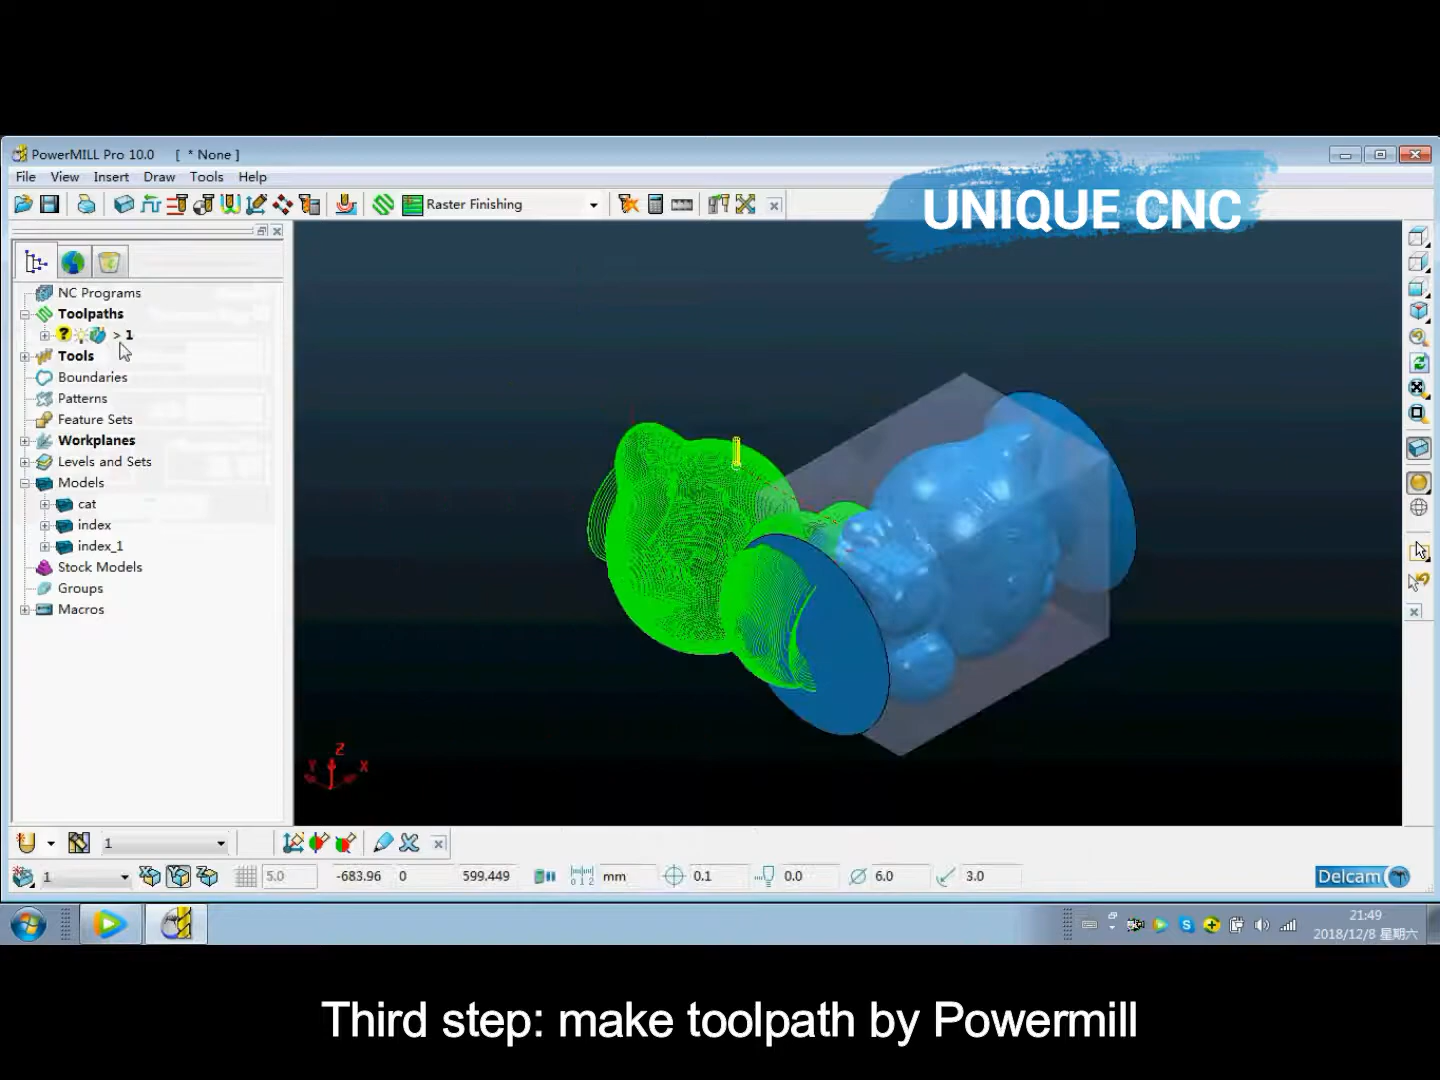 PowerMILL Pro 10.0 [ * None ]
UNIQUE CNC
File View Insert Draw Tools Help
Raster Finishing
NC Programs
Toolpaths
> 1
Tools
Boundaries
Patterns
Feature Sets
Workplanes
Levels and Sets
Models
cat
index
index_1
Stock Models
Groups
Macros
Z
Y X
1
1 5.0 -683.96 0 599.449 mm 0.1 0.0 6.0 3.0
Delcam
21:49
2018/12/8 星期六
Third step: make toolpath by Powermill